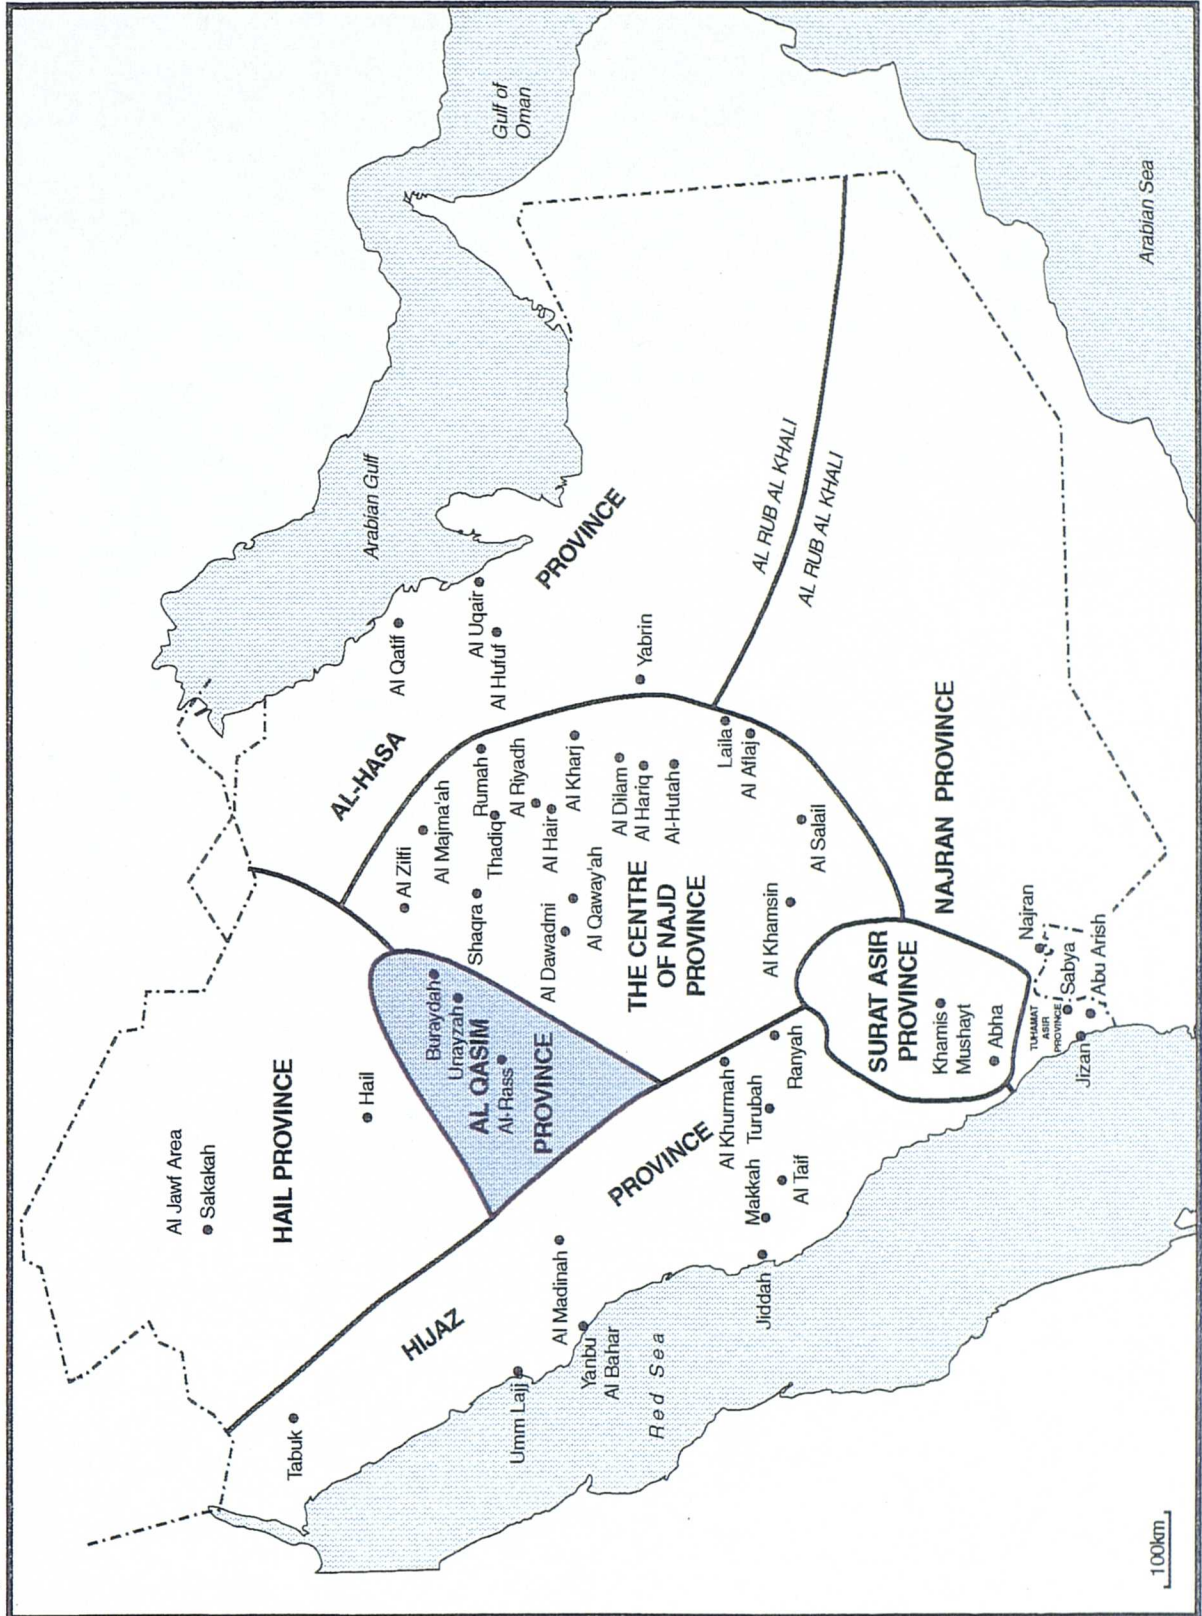 Gulf of
Oman
Arabian Gulf
Arabian Sea
Al Jawf Area
Sakakah
HAIL PROVINCE
Hail
Tabuk
HIJAZ
PROVINCE
Umm Lajj
Al Madinah
Yanbu
Al Bahar
Red Sea
Jiddah
Makkah
Al Taif
Turubah
Al Khurmah
Ranyah
Buraydah
Unayzah
AL QASIM
Al-Rass
PROVINCE
AL-HASA
PROVINCE
Al Qatif
Al Uqair
Al Hufuf
Yabrin
Al Zilfi
Al Majma'ah
Shaqra
Thadiq
Rumah
Al Riyadh
Al Hair
Al Kharj
Al Dawadmi
Al Qaway'ah
Al Dilam
Al Hariq
Al-Hutah
THE CENTRE
OF NAJD
PROVINCE
Laila
Al Aflaj
Al Salail
Al Khamsin
AL RUB AL KHALI
AL RUB AL KHALI
SURAT ASIR
PROVINCE
Khamis
Mushayt
Abha
NAJRAN PROVINCE
Najran
TUHAMAT
ASIR
PROVINCE
Sabya
Abu Arish
Jizan
100km